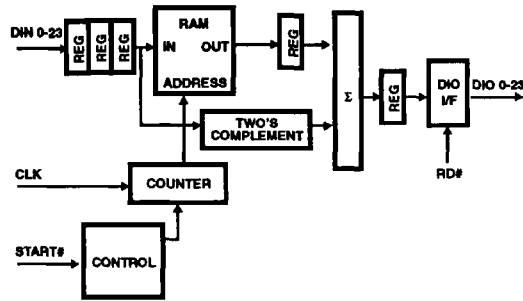 DIN 0-23
REG
REG
REG
RAM
IN OUT
ADDRESS
REG
TWO'S
COMPLEMENT
Σ
REG
DIO
I/F
DIO 0-23
RD#
CLK
COUNTER
START#
CONTROL